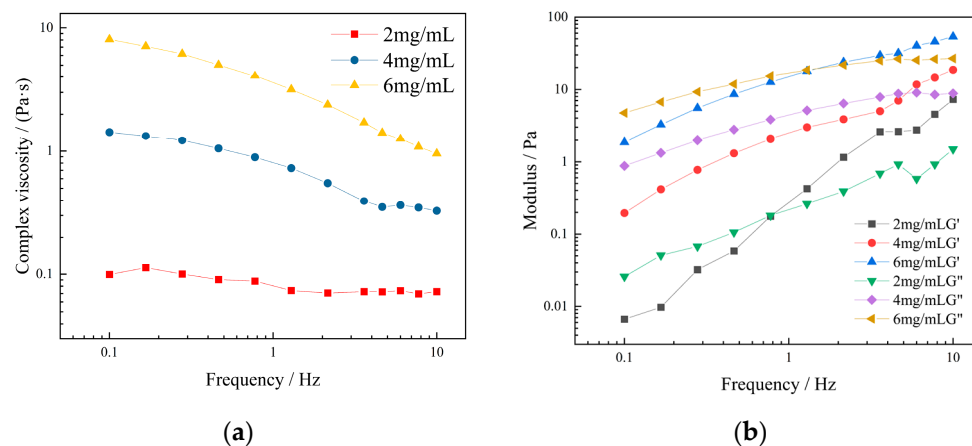 10
1
0.1
0.1
1
10
Complex viscosity / (Pa·s)
Frequency / Hz
2mg/mL
4mg/mL
6mg/mL
(a)
100
10
1
0.1
0.01
0.1
1
10
Modulus / Pa
Frequency / Hz
2mg/mLG'
4mg/mLG'
6mg/mLG'
2mg/mLG"
4mg/mLG"
6mg/mLG"
(b)